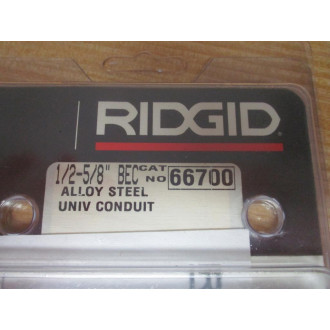 RIDGID
1/2-5/8" BEC CAT NO 66700
ALLOY STEEL
UNIV CONDUIT